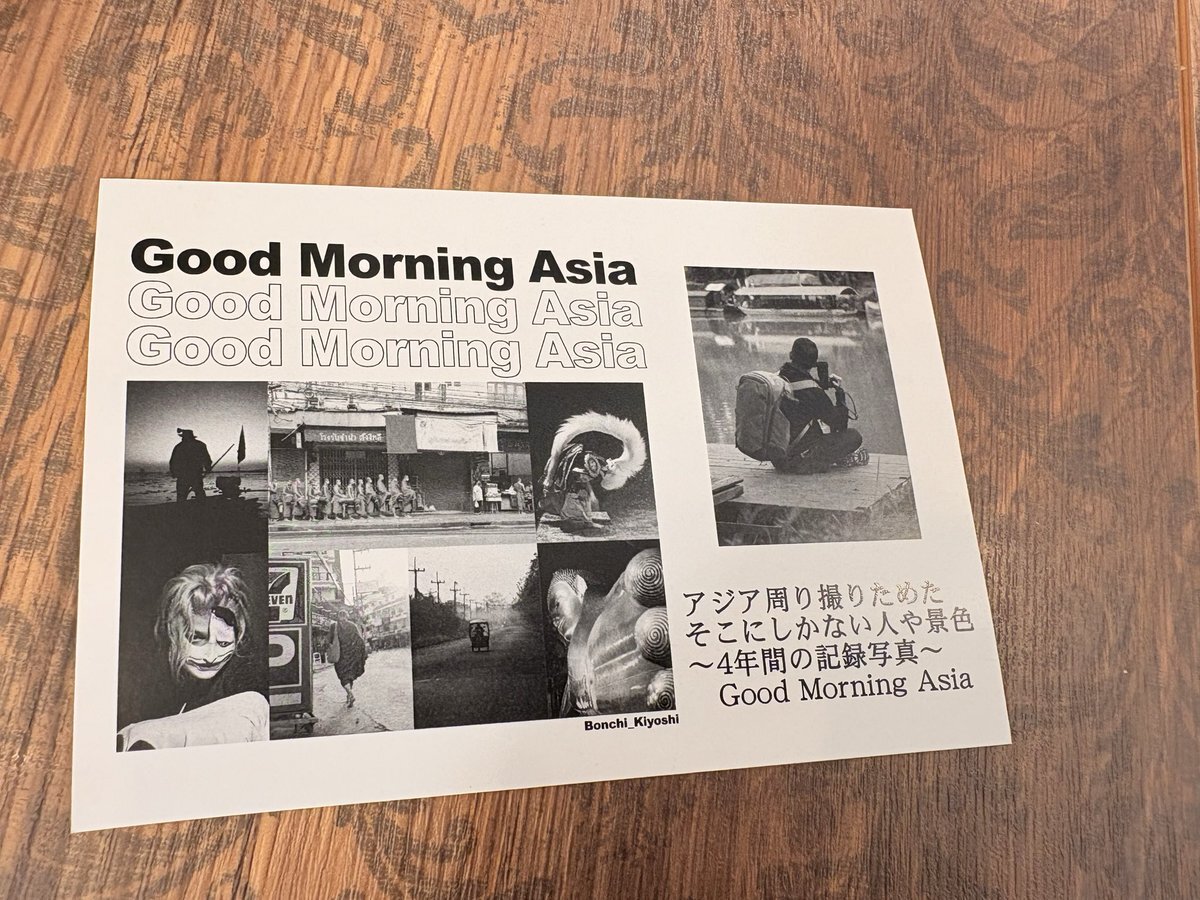 Good Morning Asia
Good Morning Asia
Good Morning Asia
EVEN
Bonchi_Kiyoshi
アジア周り撮りためた
そこにしかない人や景色
～4年間の記録写真～
Good Morning Asia